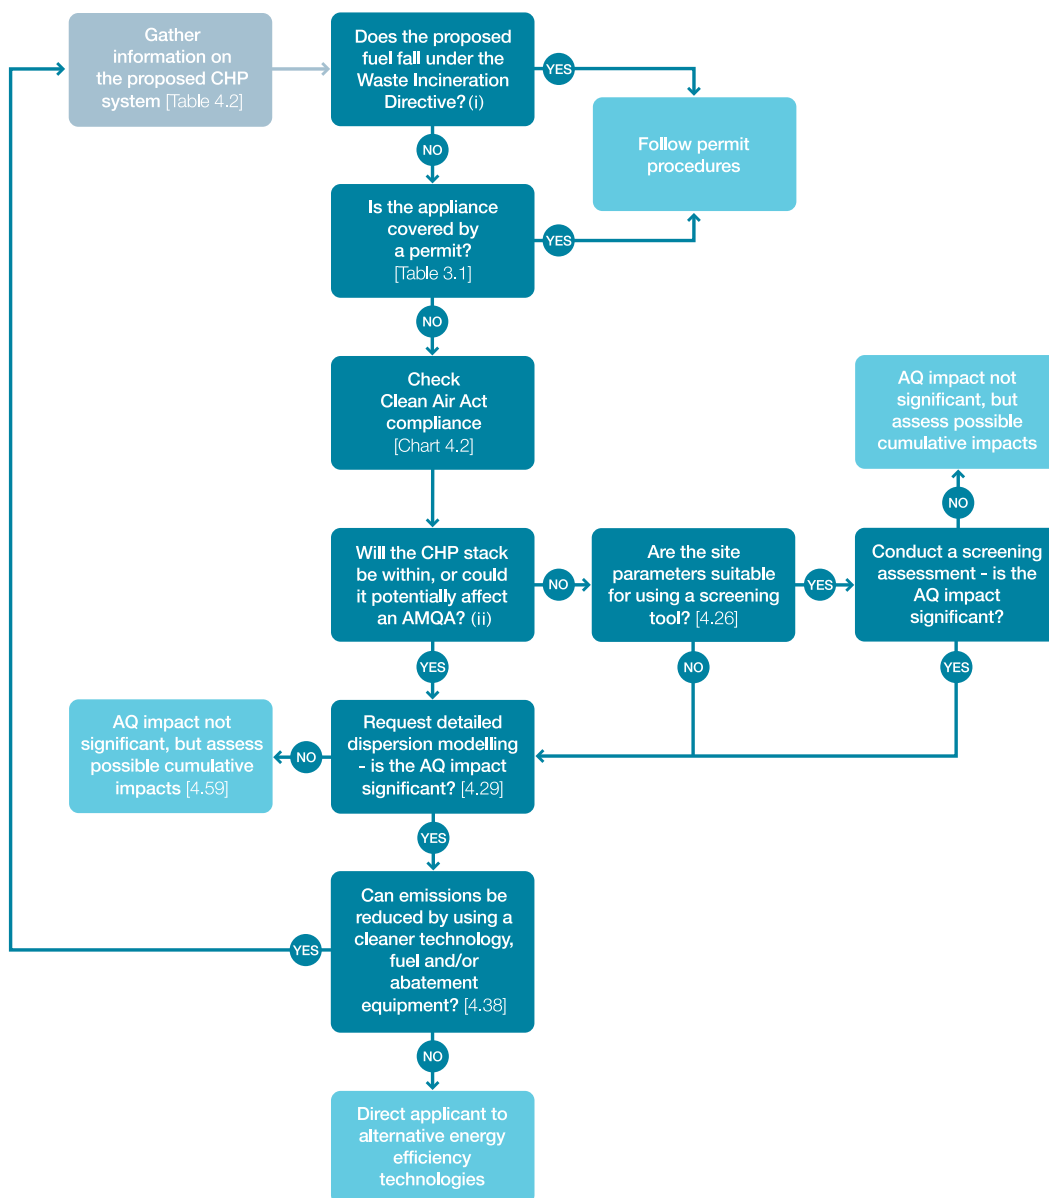 Gather
information on
the proposed CHP
system [Table 4.2]
Does the proposed
fuel fall under the
Waste Incineration
Directive? (i)
YES
Follow permit
procedures
NO
Is the appliance
covered by
a permit?
[Table 3.1]
YES
NO
Check
Clean Air Act
compliance
[Chart 4.2]
AQ impact not
significant, but
assess possible
cumulative impacts
NO
Will the CHP stack
be within, or could
it potentially affect
an AMQA? (ii)
NO
Are the site
parameters suitable
for using a screening
tool? [4.26]
YES
Conduct a screening
assessment - is the
AQ impact
significant?
YES
NO
YES
AQ impact not
significant, but assess
possible cumulative
impacts [4.59]
NO
Request detailed
dispersion modelling
- is the AQ impact
significant? [4.29]
YES
Can emissions be
reduced by using a
cleaner technology,
fuel and/or
abatement
equipment? [4.38]
YES
NO
Direct applicant to
alternative energy
efficiency
technologies